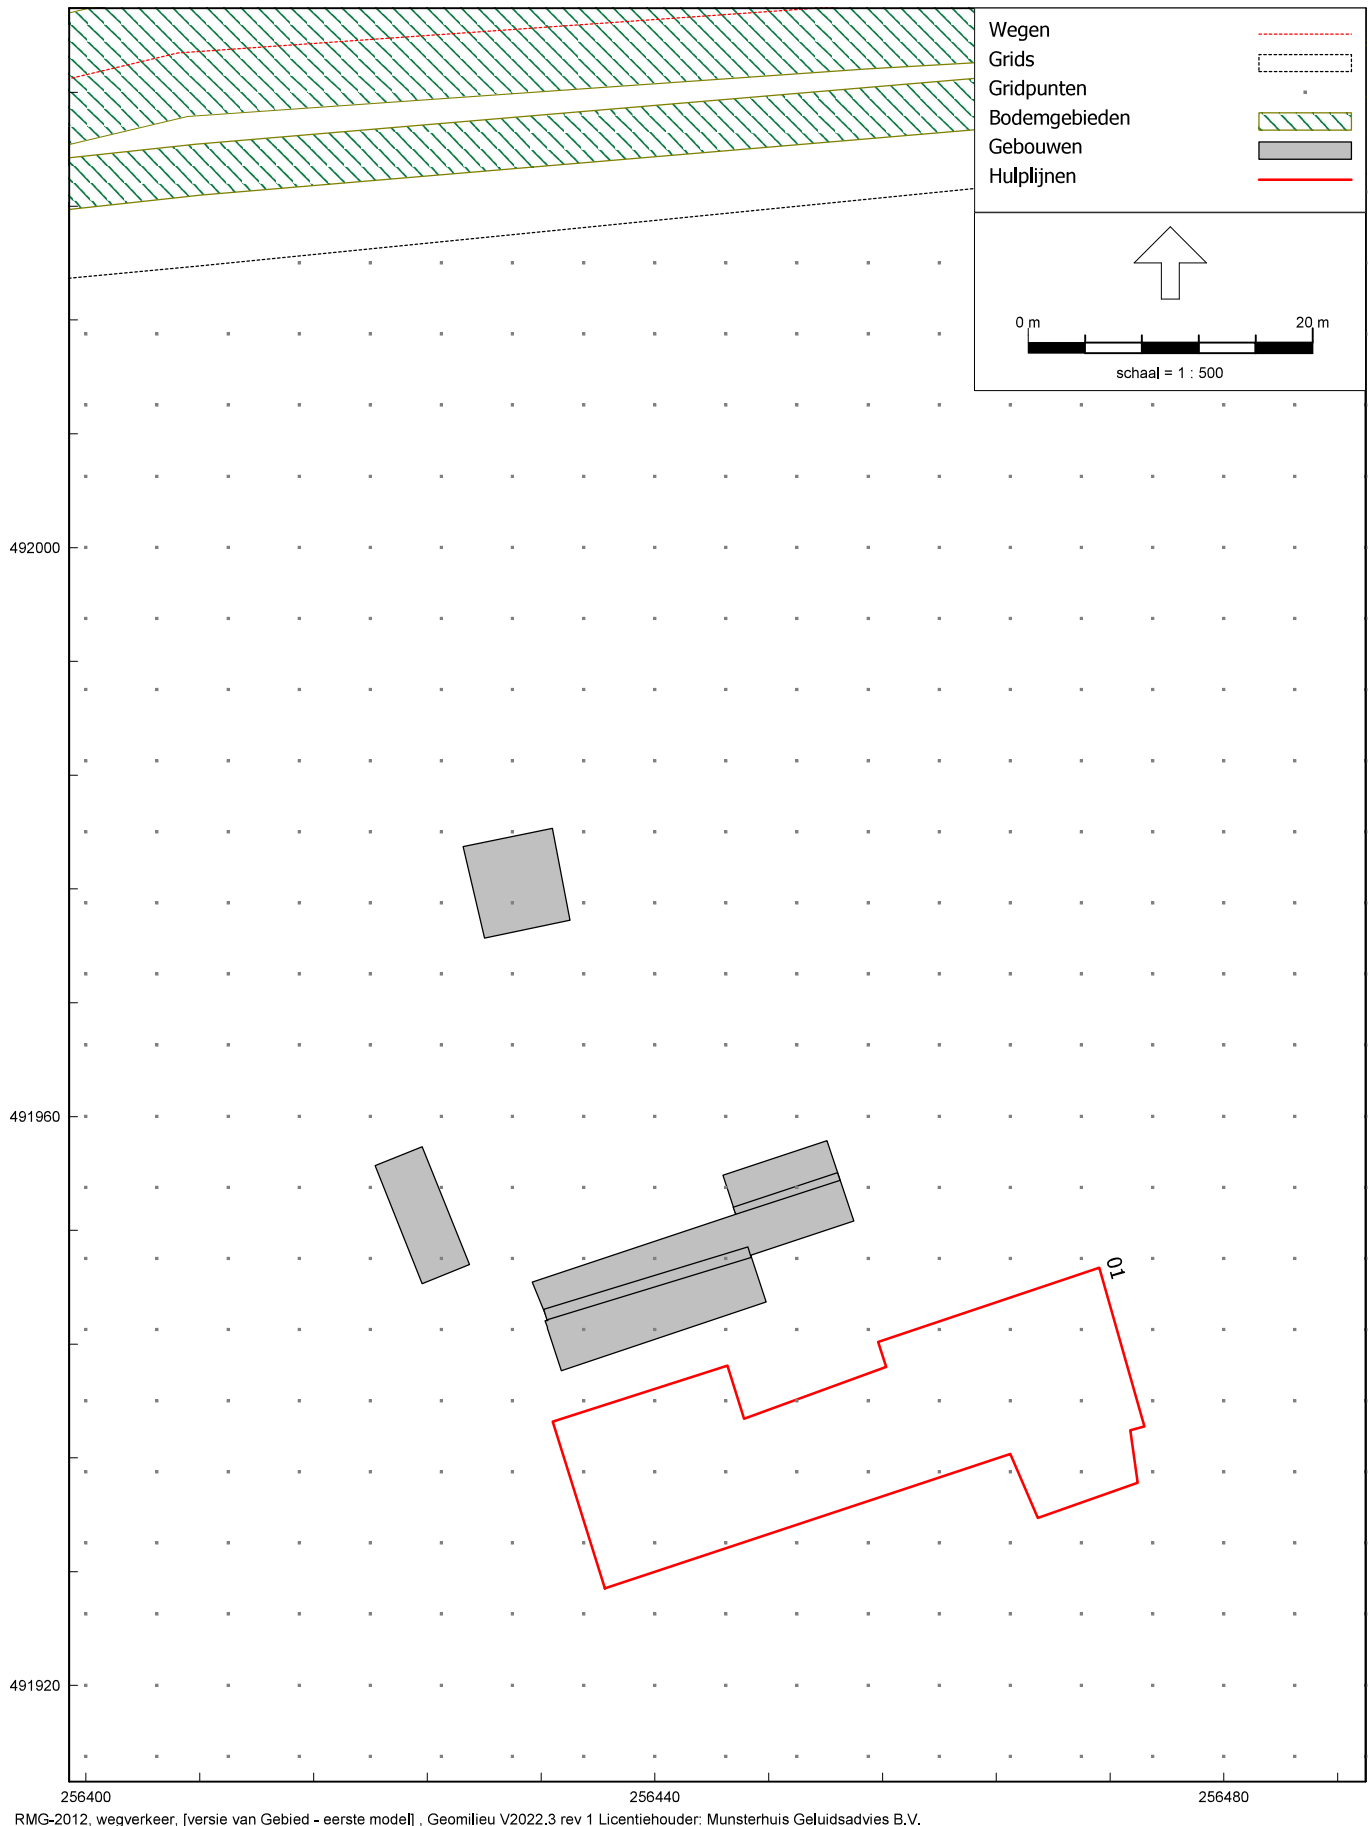 Wegen
Grids
Gridpunten
Bodemgebieden
Gebouwen
Hulplijnen
0 m 20 m
schaal = 1 : 500
492000
491960
01
491920
256400 256440 256480
RMG-2012, wegverkeer, [versie van Gebied - eerste model] , Geomilieu V2022.3 rev 1 Licentiehouder: Munsterhuis Geluidsadvies B.V.